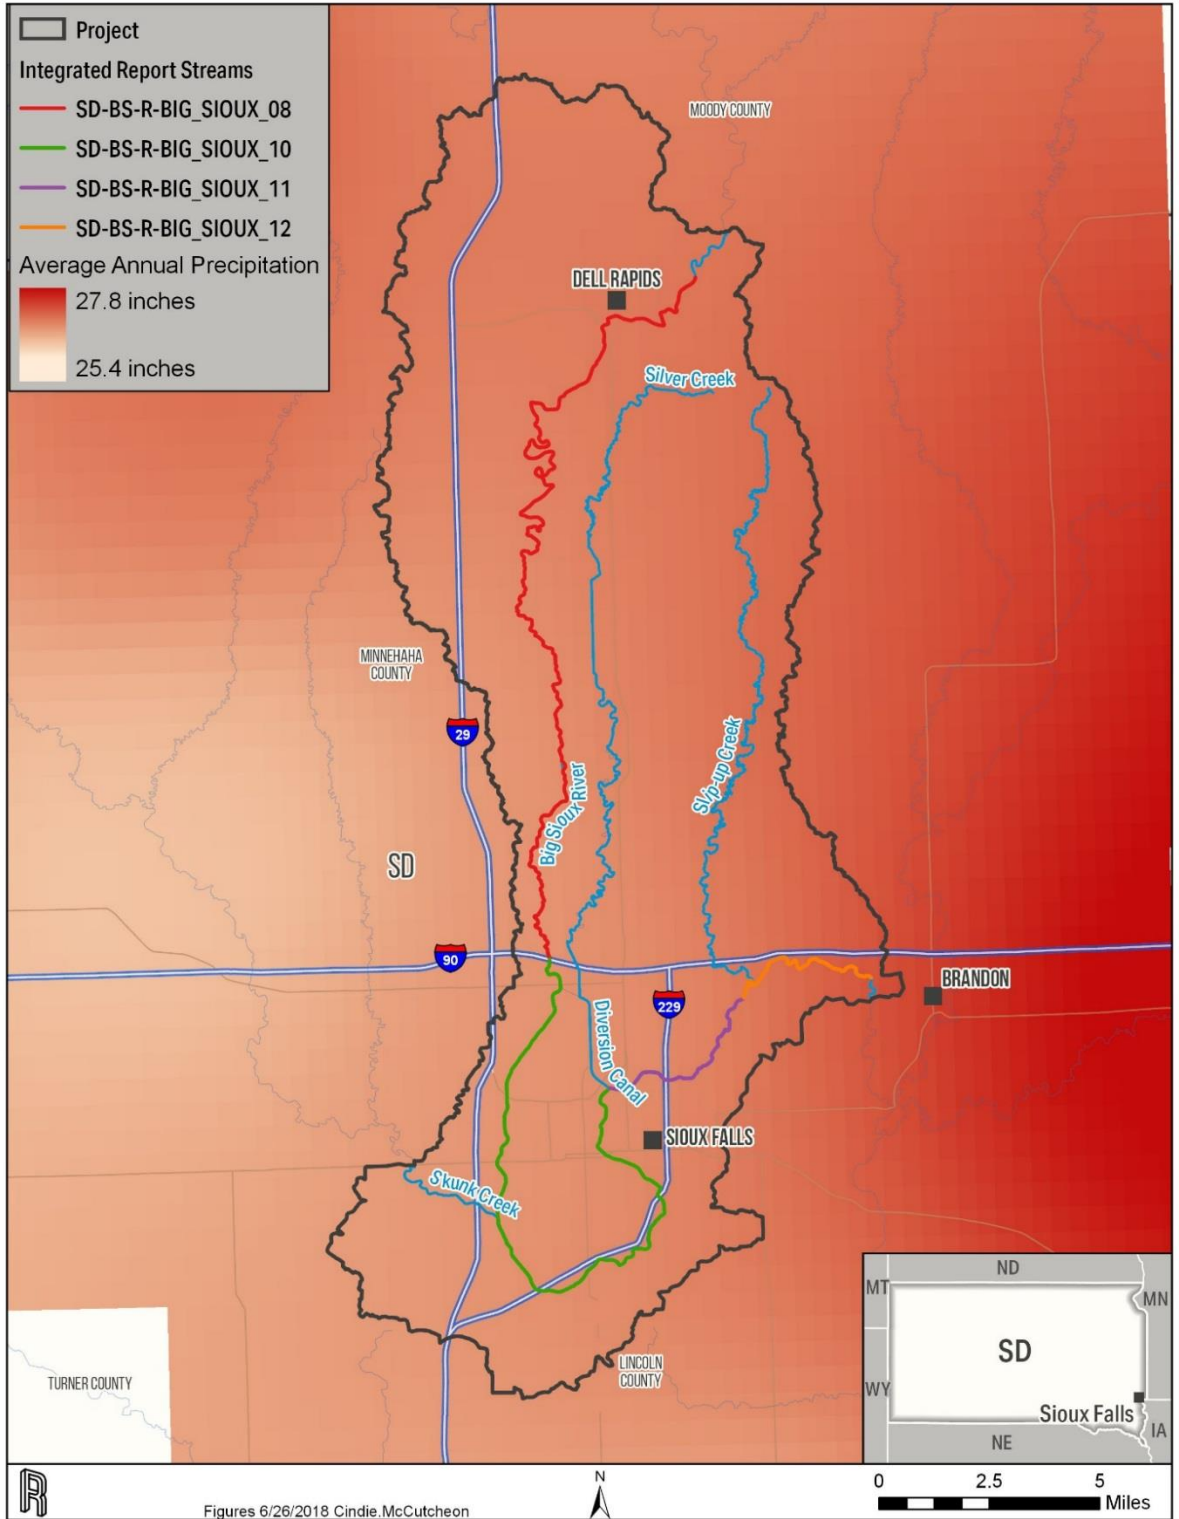 Project
Integrated Report Streams
SD-BS-R-BIG_SIOUX_08
SD-BS-R-BIG_SIOUX_10
SD-BS-R-BIG_SIOUX_11
SD-BS-R-BIG_SIOUX_12
Average Annual Precipitation
27.8 inches
25.4 inches
MOODY COUNTY
DELL RAPIDS
Silver Creek
MINNEHAHA
COUNTY
29
Slip-up Creek
Big Sioux River
SD
90
BRANDON
229
Diversion Canal
SIOUX FALLS
Skunk Creek
LINCOLN
COUNTY
TURNER COUNTY
ND
MT
MN
SD
WY
Sioux Falls
IA
NE
R
Figures 6/26/2018 Cindie.McCutcheon
N
0 2.5 5
Miles